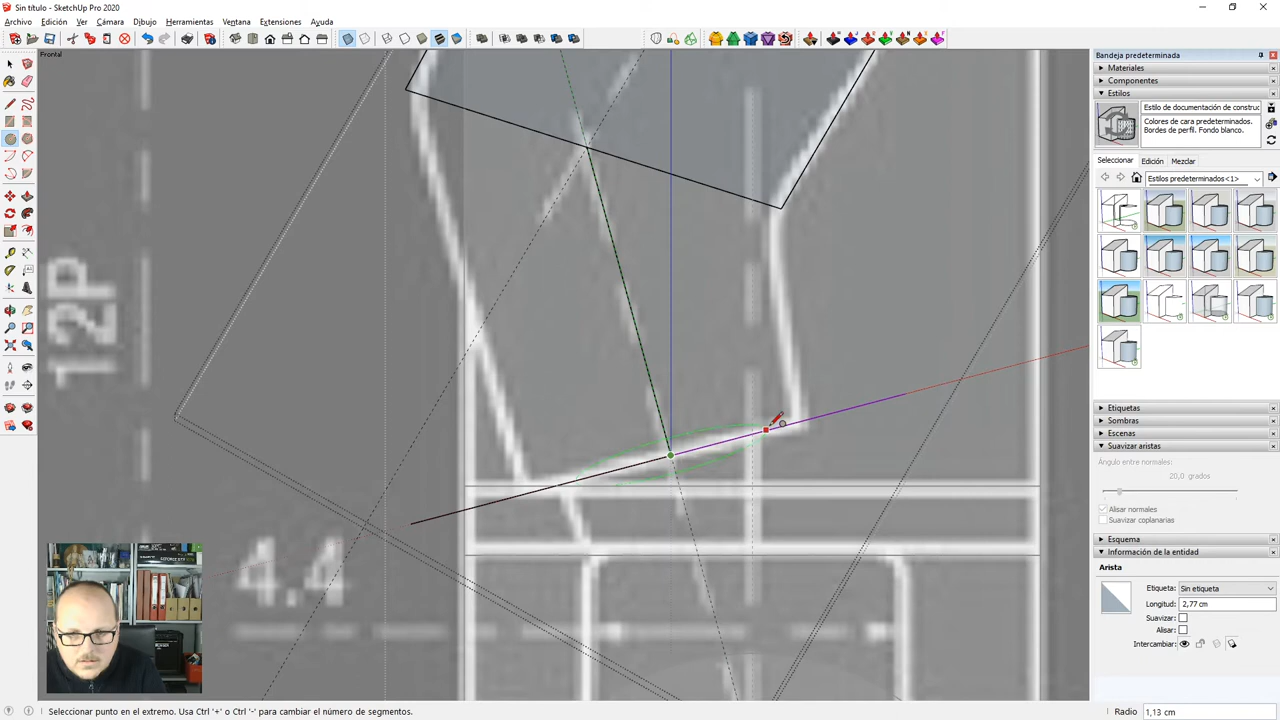 Sin título - SketchUp Pro 2020
Archivo Edición Ver Cámara Dibujo Herramientas Ventana Extensiones Ayuda
Frontal
Bandeja predeterminada
Materiales
Componentes
Estilos
Estilo de documentación de construc
Colores de cara predeterminados.
Bordes de perfil. Fondo blanco.
Seleccionar Edición Mezclar
Estilos predeterminados<1>
12P
4.4
Etiquetas
Sombras
Escenas
Suavizar aristas
Ángulo entre normales:
20,0 grados
Alisar normales
Suavizar coplanarias
Esquema
Información de la entidad
Arista
Etiqueta: Sin etiqueta
Longitud: 2,77 cm
Suavizar:
Alisar:
Intercambiar:
Seleccionar punto en el extremo. Usa Ctrl '+' o Ctrl '-' para cambiar el número de segmentos.
Radio 1,13 cm